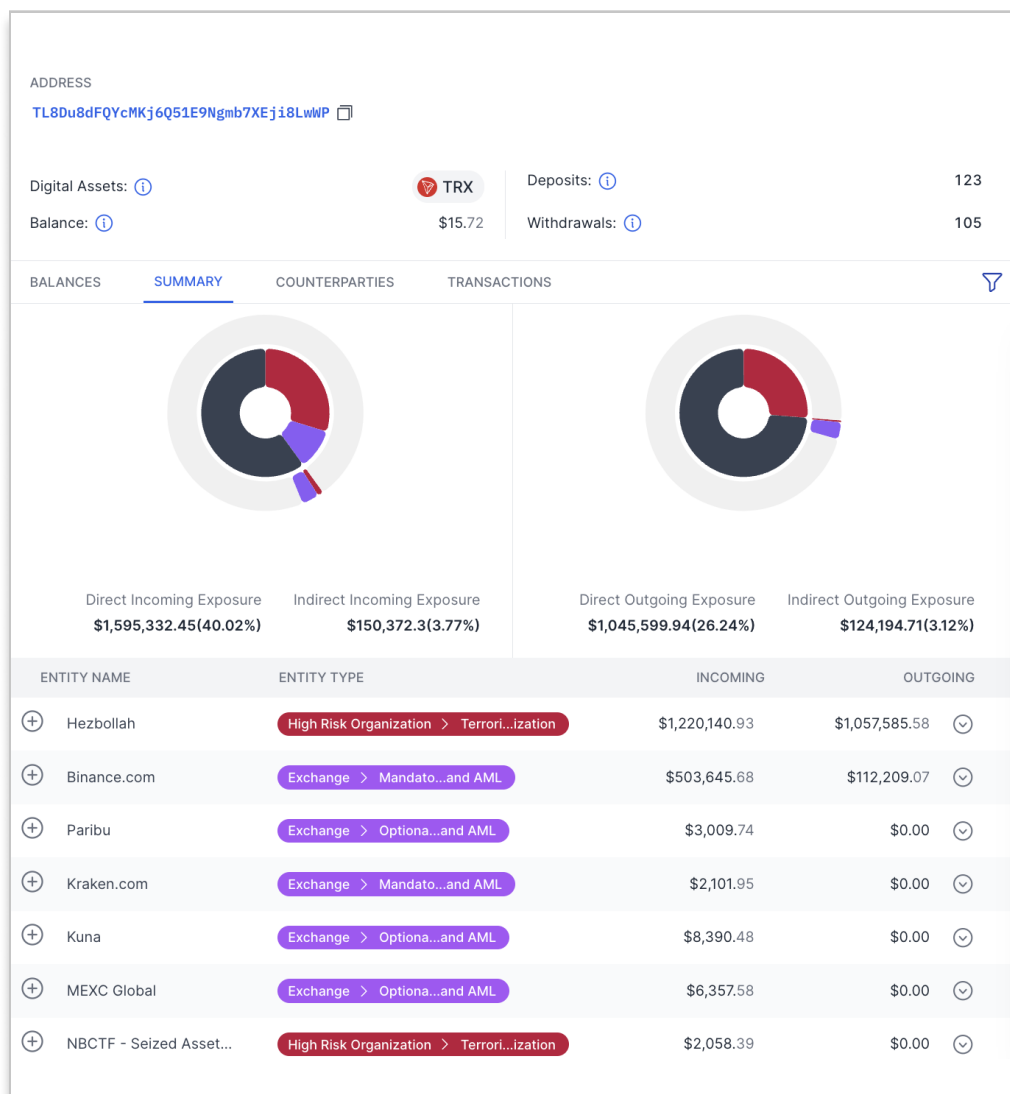 ADDRESS
TL8Du8dFQYcMKj6Q51E9Ngmb7XEji8LwWP
Digital Assets: TRX Deposits: 123
Balance: $15.72 Withdrawals: 105
BALANCES SUMMARY COUNTERPARTIES TRANSACTIONS
Direct Incoming Exposure Indirect Incoming Exposure Direct Outgoing Exposure Indirect Outgoing Exposure
$1,595,332.45(40.02%) $150,372.3(3.77%) $1,045,599.94(26.24%) $124,194.71(3.12%)
ENTITY NAME ENTITY TYPE INCOMING OUTGOING
Hezbollah High Risk Organization > Terrori...ization $1,220,140.93 $1,057,585.58
Binance.com Exchange > Mandato...and AML $503,645.68 $112,209.07
Paribu Exchange > Optiona...and AML $3,009.74 $0.00
Kraken.com Exchange > Mandato...and AML $2,101.95 $0.00
Kuna Exchange > Optiona...and AML $8,390.48 $0.00
MEXC Global Exchange > Optiona...and AML $6,357.58 $0.00
NBCTF - Seized Asset... High Risk Organization > Terrori...ization $2,058.39 $0.00